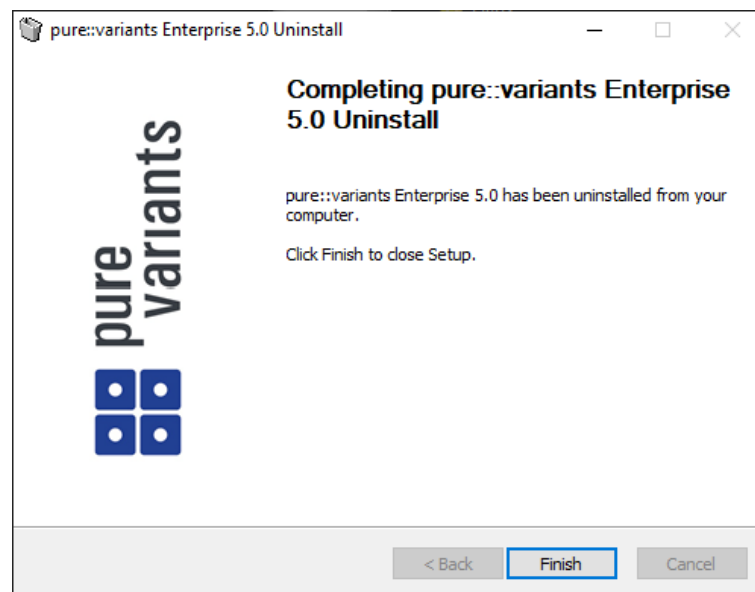 pure::variants Enterprise 5.0 Uninstall
Completing pure::variants Enterprise
5.0 Uninstall
pure
variants
pure::variants Enterprise 5.0 has been uninstalled from your
computer.
Click Finish to close Setup.
< Back
Finish
Cancel